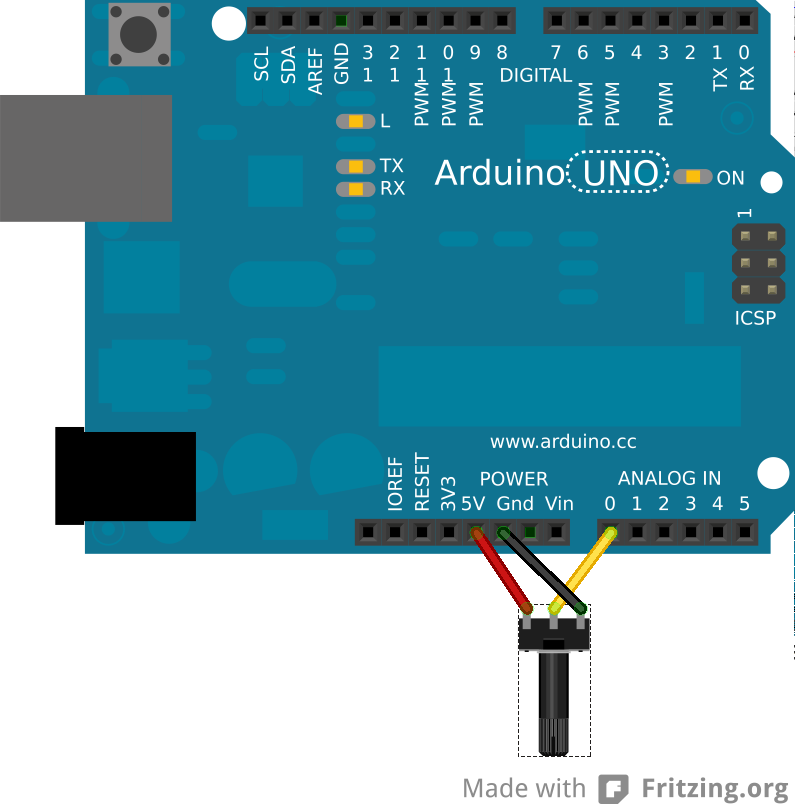 SCL SDA AREF GND 13 12 11 10 9 8 7 6 5 4 3 2 1 0
PWM PWM PWM DIGITAL PWM PWM PWM TX RX
L
TX
RX
Arduino UNO
ON
1
ICSP
www.arduino.cc
POWER
ANALOG IN
IOREF RESET 3V3 5V Gnd Vin 0 1 2 3 4 5
Made with Fritzing.org